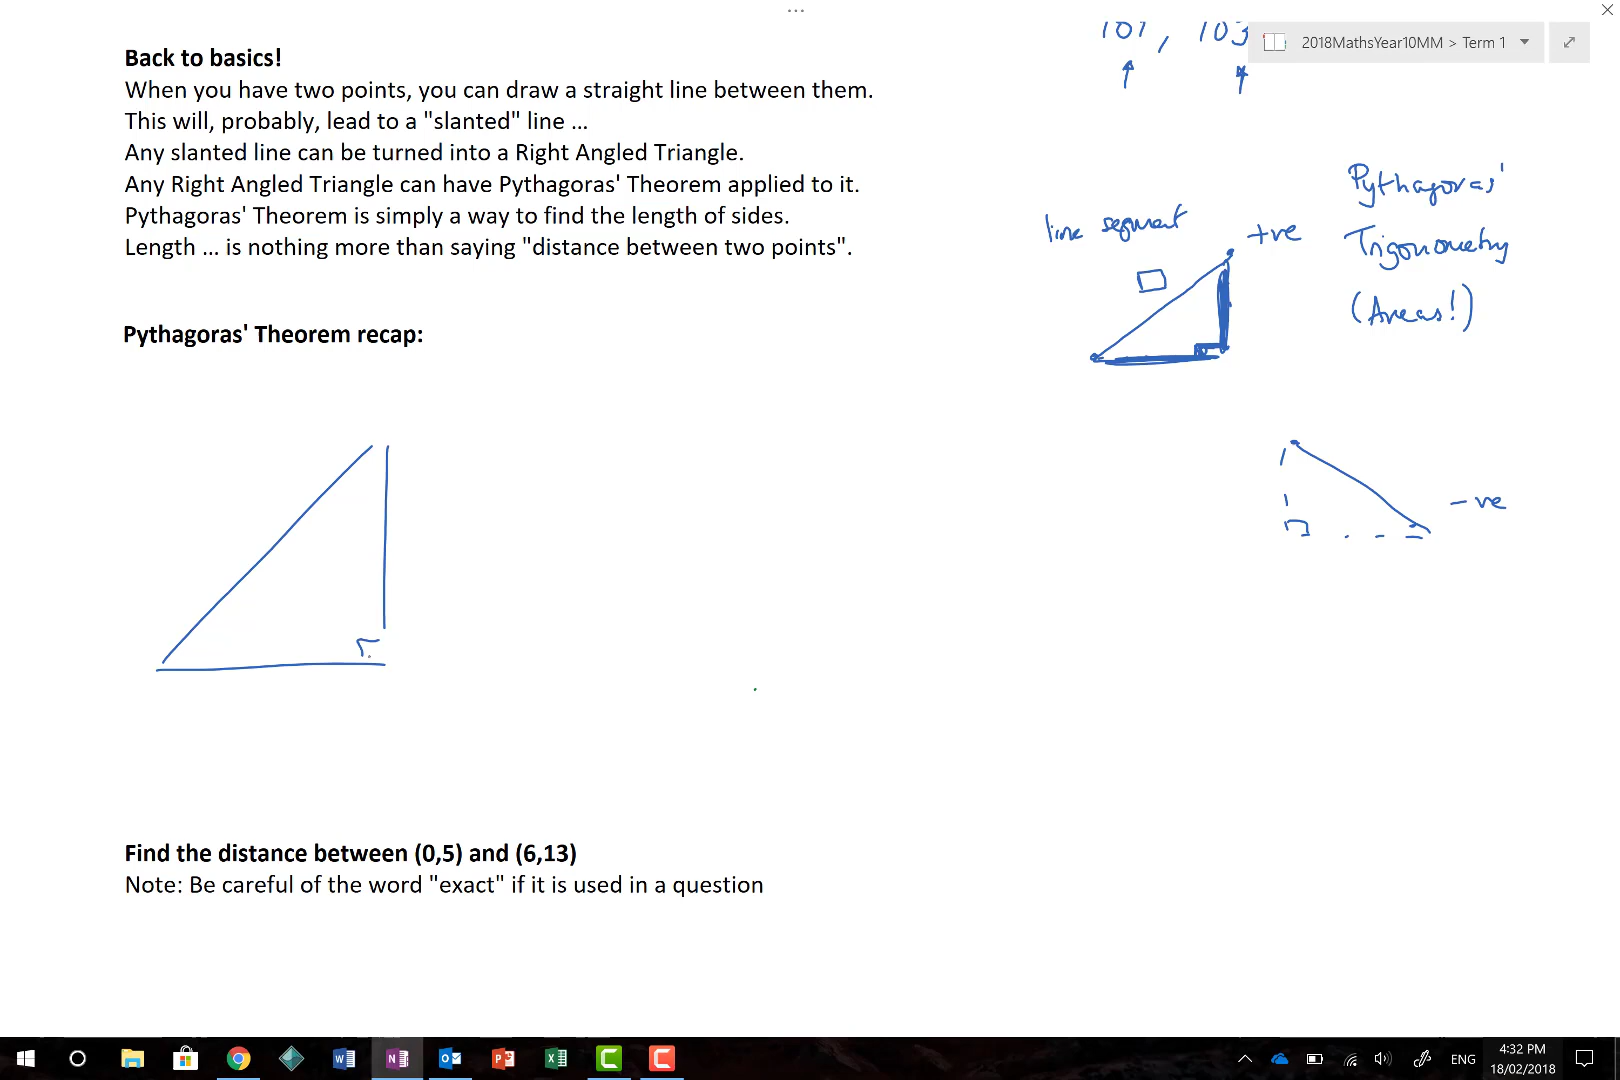 101, 103
2018MathsYear10MM > Term 1
Back to basics!
When you have two points, you can draw a straight line between them.
This will, probably, lead to a "slanted" line ...
Any slanted line can be turned into a Right Angled Triangle.
Any Right Angled Triangle can have Pythagoras' Theorem applied to it.
Pythagoras' Theorem is simply a way to find the length of sides.
Length ... is nothing more than saying "distance between two points".
Pythagoras'
Trigonometry
(Areas!)
line segment
+ve
Pythagoras' Theorem recap:
-ve
Find the distance between (0,5) and (6,13)
Note: Be careful of the word "exact" if it is used in a question
ENG
4:32 PM
18/02/2018